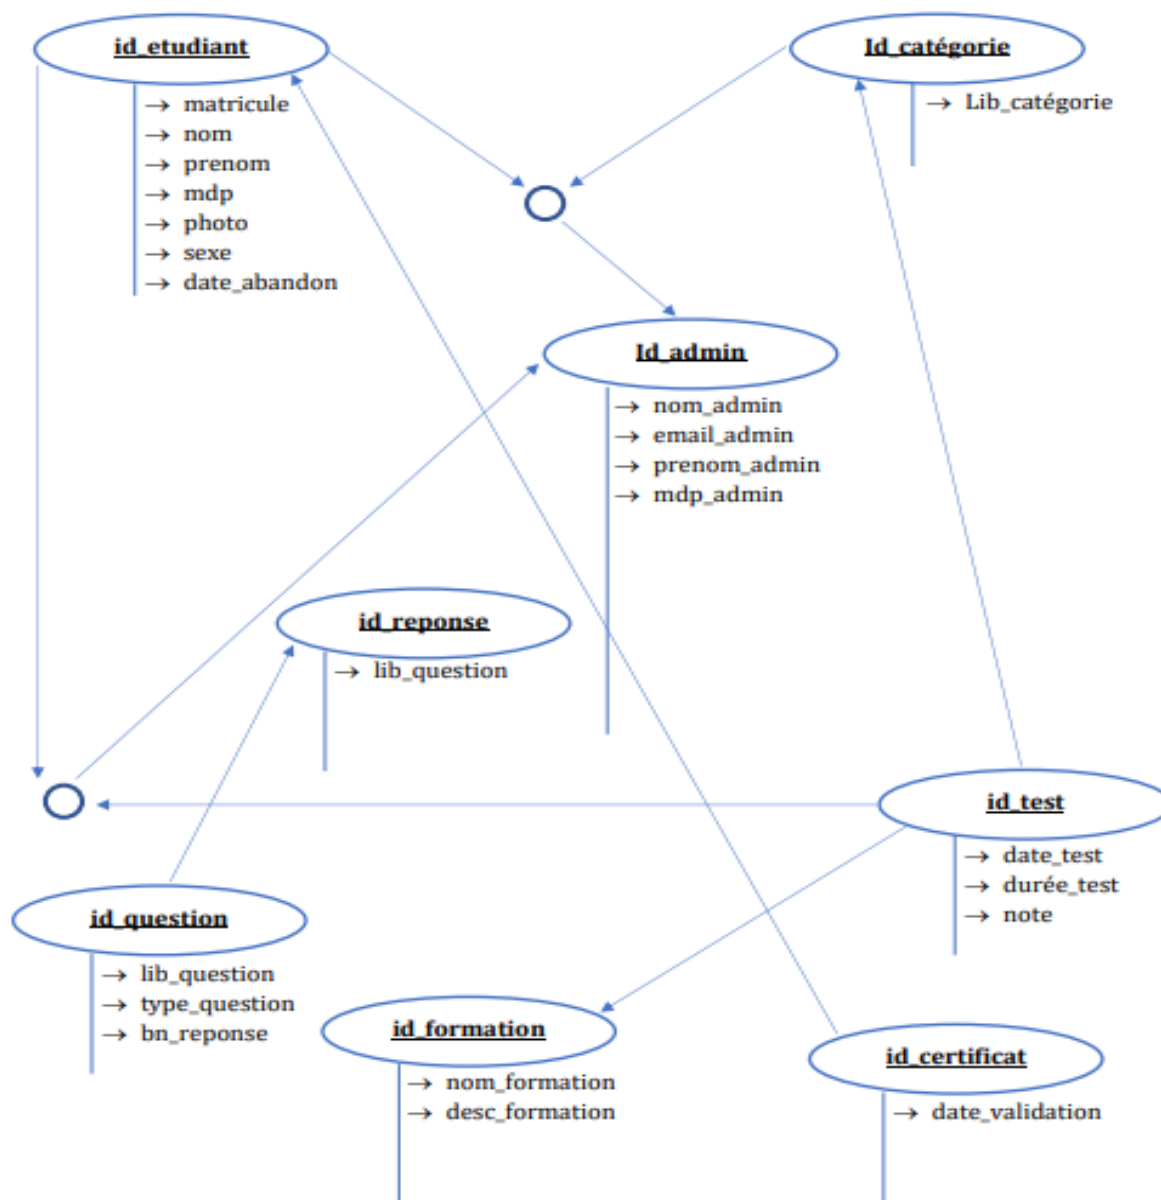 id_etudiant
→ matricule
→ nom
→ prenom
→ mdp
→ photo
→ sexe
→ date_abandon
Id_catégorie
→ Lib_catégorie
Id_admin
→ nom_admin
→ email_admin
→ prenom_admin
→ mdp_admin
id_reponse
→ lib_question
id_test
→ date_test
→ durée_test
→ note
id_question
→ lib_question
→ type_question
→ bn_reponse
id_formation
→ nom_formation
→ desc_formation
id_certificat
→ date_validation